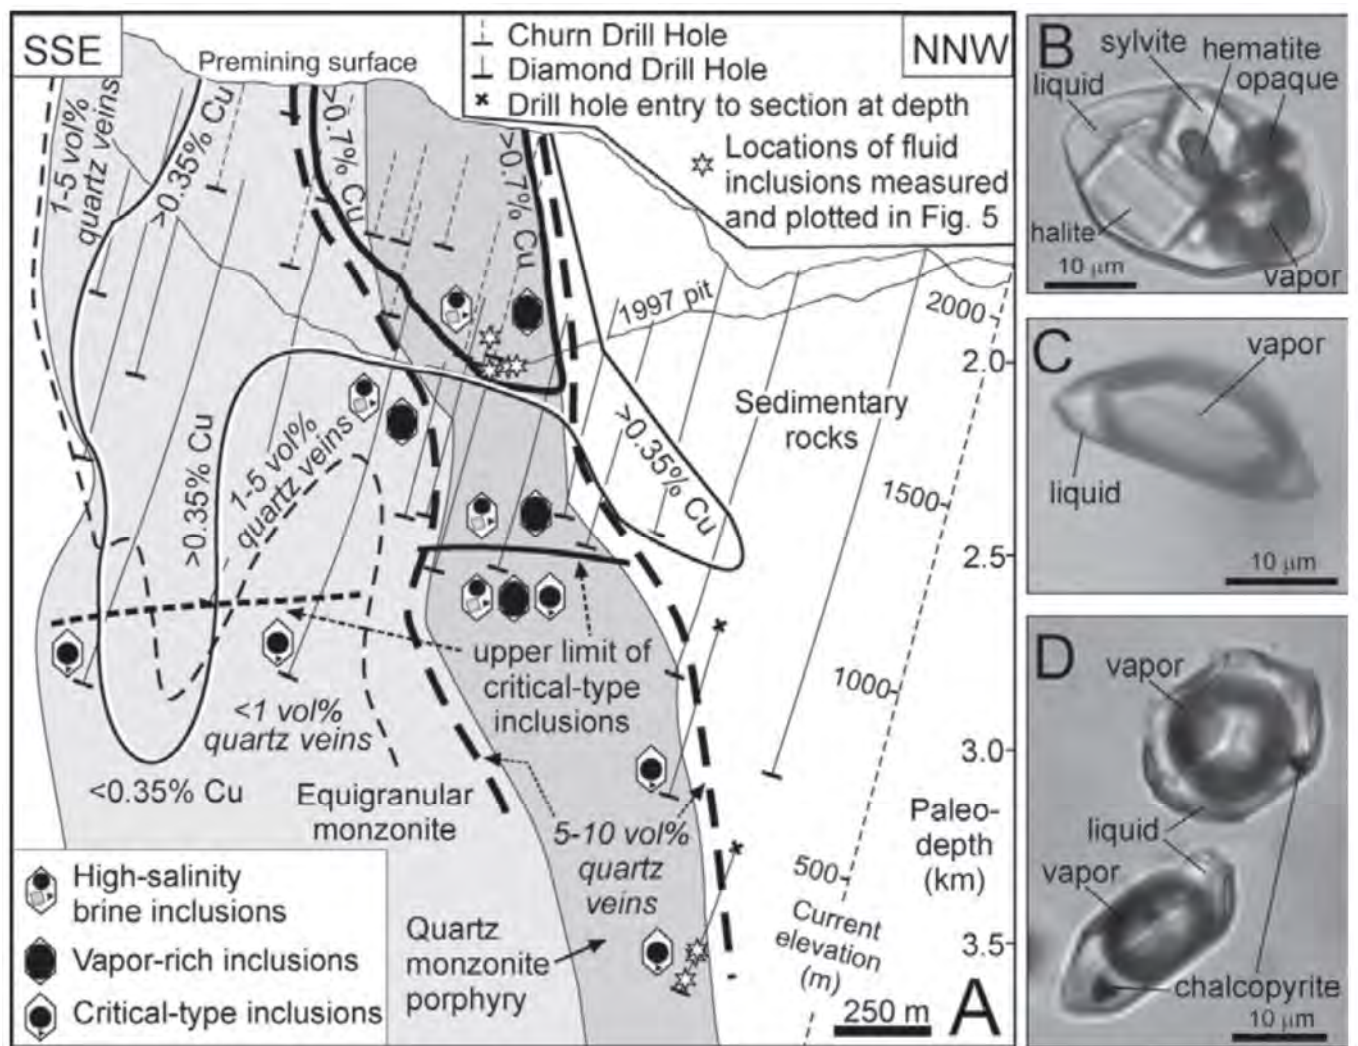 SSE
Premining surface
Churn Drill Hole
Diamond Drill Hole
Drill hole entry to section at depth
NNW
Locations of fluid
inclusions measured
and plotted in Fig. 5
1-5 vol%
quartz veins
>0.35% Cu
>0.7% Cu
>0.7% Cu
1997 pit
2000
2.0
Sedimentary
rocks
>0.35% Cu
>0.35% Cu
1-5 vol%
quartz veins
1500
2.5
upper limit of
critical-type
inclusions
1000
<1 vol%
quartz veins
3.0
<0.35% Cu
Equigranular
monzonite
5-10 vol%
quartz
veins
Paleo-
depth
(km)
500
Current
elevation
(m)
3.5
Quartz
monzonite
porphyry
High-salinity
brine inclusions
Vapor-rich inclusions
Critical-type inclusions
250 m
A
B
sylvite
hematite
liquid
opaque
halite
vapor
10 µm
C
vapor
liquid
10 µm
D
vapor
liquid
vapor
chalcopyrite
10 µm